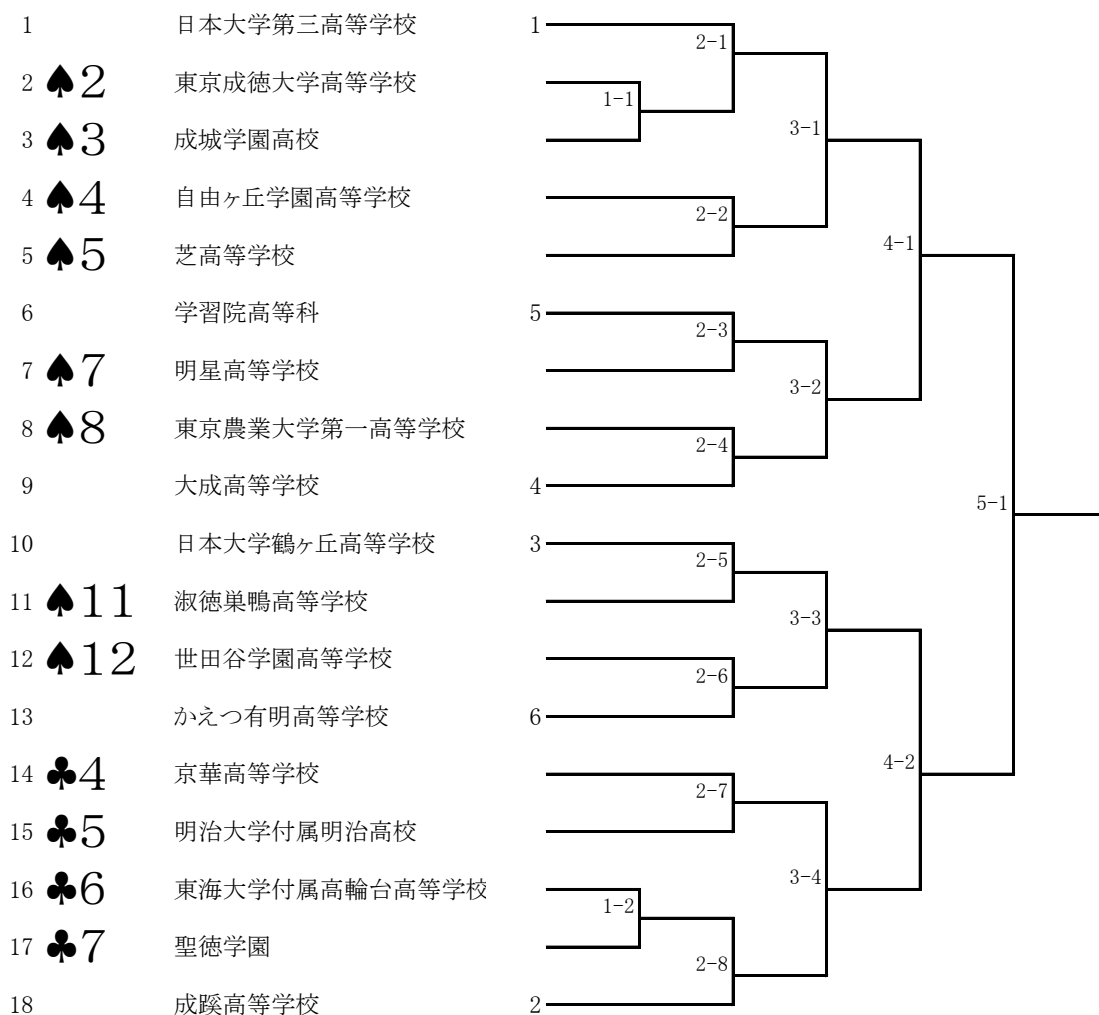 1 日本大学第三高等学校 1
2-1
2 ♠2 東京成徳大学高等学校
1-1
3 ♠3 成城学園高校
3-1
4 ♠4 自由ヶ丘学園高等学校
2-2
5 ♠5 芝高等学校
4-1
6 学習院高等科 5
2-3
7 ♠7 明星高等学校
3-2
8 ♠8 東京農業大学第一高等学校
2-4
9 大成高等学校 4
5-1
10 日本大学鶴ヶ丘高等学校 3
2-5
11 ♠11 淑徳巣鴨高等学校
3-3
12 ♠12 世田谷学園高等学校
2-6
13 かえつ有明高等学校 6
4-2
14 ♣4 京華高等学校
2-7
15 ♣5 明治大学付属明治高校
3-4
16 ♣6 東海大学付属高輪台高等学校
1-2
17 ♣7 聖徳学園
2-8
18 成蹊高等学校 2